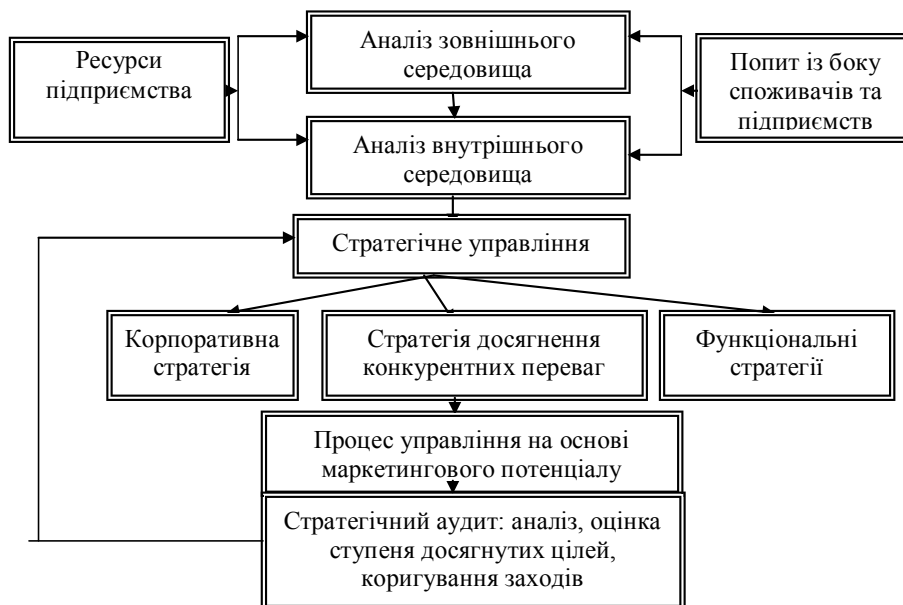 Аналіз зовнішнього
середовища
Ресурси
підприємства
Попит із боку
споживачів та
підприємств
Аналіз внутрішнього
середовища
Стратегічне управління
Корпоративна
стратегія
Стратегія досягнення
конкурентних переваг
Функціональні
стратегії
Процес управління на основі
маркетингового потенціалу
Стратегічний аудит: аналіз, оцінка
ступеня досягнутих цілей,
коригування заходів